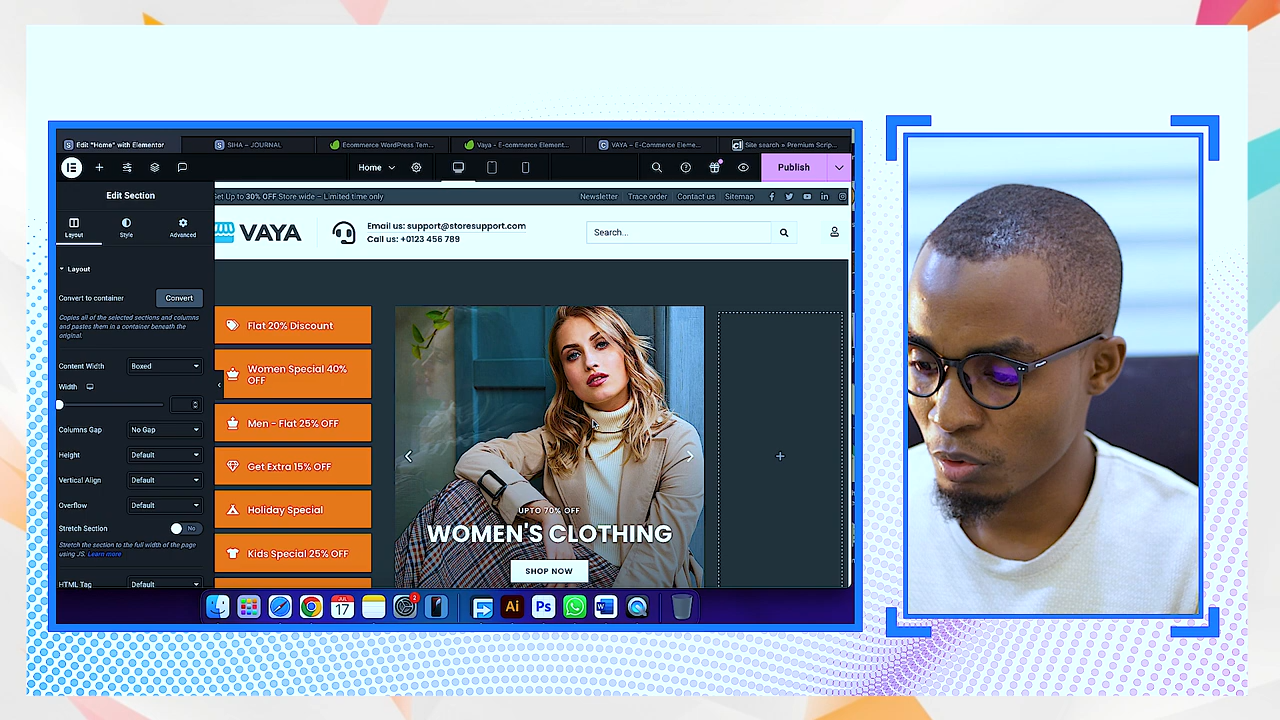 Edit "Home" with Elementor
SIHA – JOURNAL
Ecommerce WordPress Tem...
Vaya - E-commerce Element...
VAYA – E-Commerce Eleme...
Site search » Premium Scrip...
Home
Publish
Edit Section
Layout
Style
Advanced
Layout
Convert to container
Convert
Copies all of the selected sections and
columns and pastes them in a container beneath the
original.
Content Width
Boxed
Width
Columns Gap
No Gap
Height
Default
Vertical Align
Default
Overflow
Default
Stretch Section
No
Stretch the section to the full width of the page
using JS. Learn more
HTML Tag
Default
Get Up to 30% OFF Store wide – Limited time only
Newsletter
Trace order
Contact us
Sitemap
VAYA
Email us: support@storesupport.com
Call us: +0123 456 789
Search...
Flat 20% Discount
Women Special 40%
OFF
Men - Flat 25% OFF
Get Extra 15% OFF
Holiday Special
Kids Special 25% OFF
UPTO 70% OFF
WOMEN'S CLOTHING
SHOP NOW
JUL
17
2
Ai
Ps
W